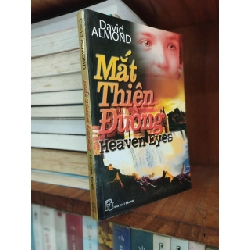 David
ALMOND
Mắt
Thiên
Đường
Heaven Eyes